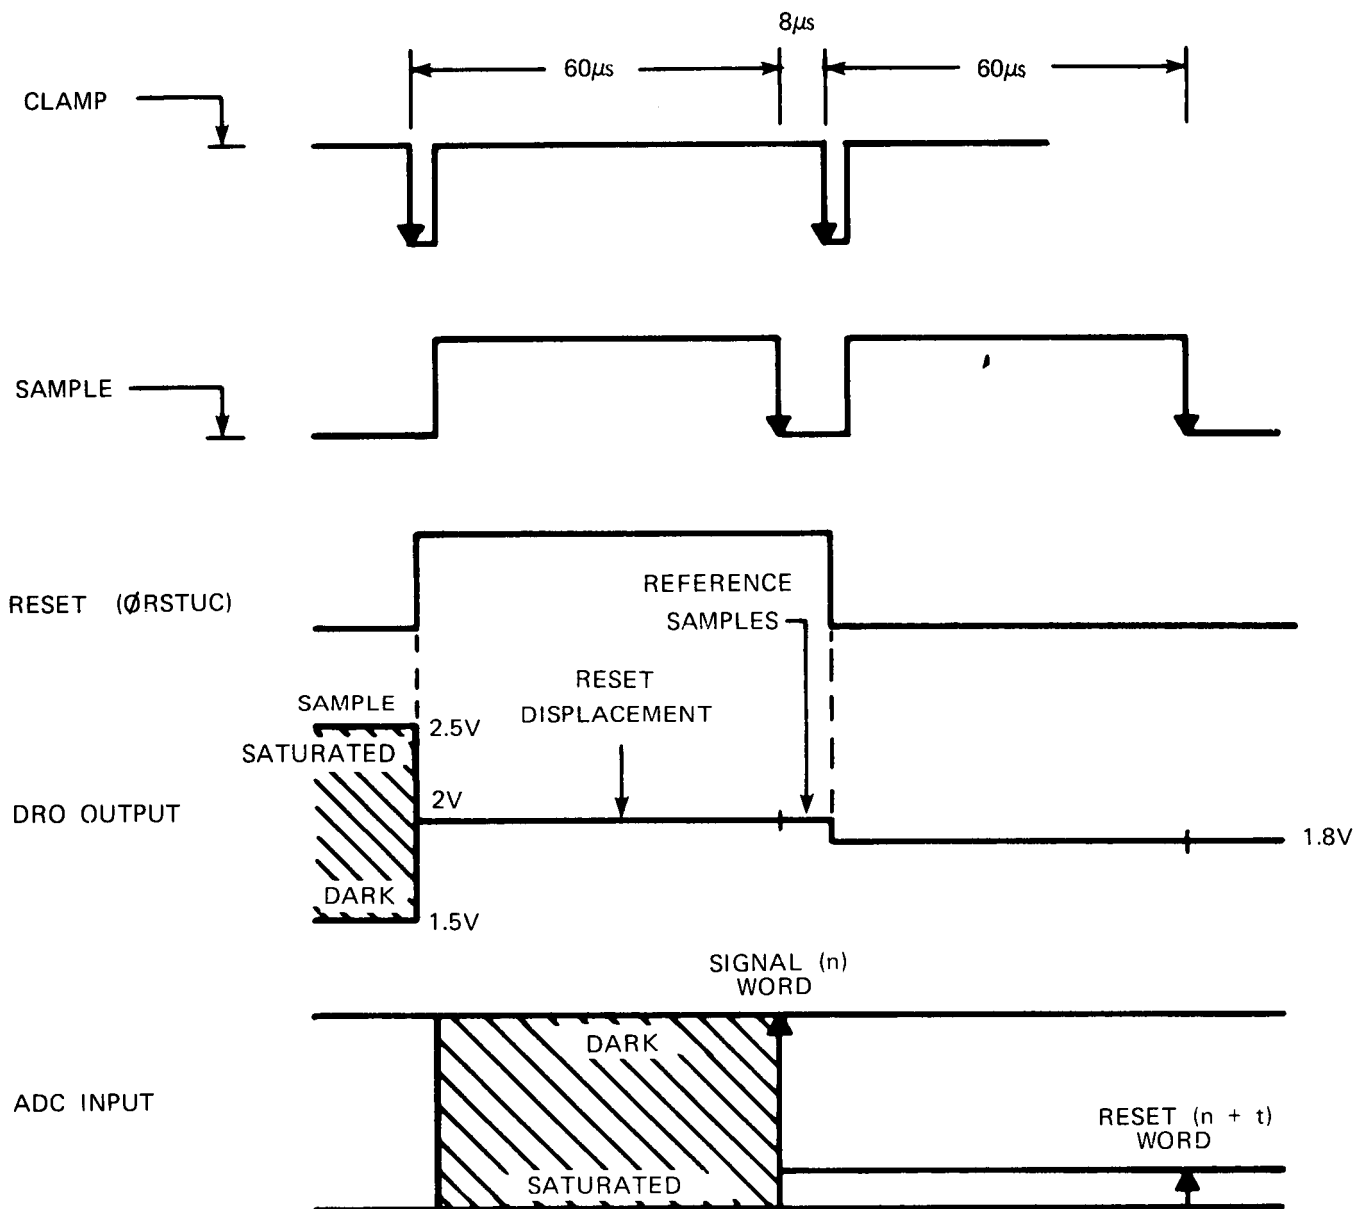 8µs
60µs
60µs
CLAMP
SAMPLE
RESET (ØRSTUC)
REFERENCE
SAMPLES
RESET
DISPLACEMENT
SAMPLE
2.5V
SATURATED
2V
DRO OUTPUT
1.8V
DARK
1.5V
SIGNAL (n)
WORD
DARK
ADC INPUT
RESET (n + t)
WORD
SATURATED